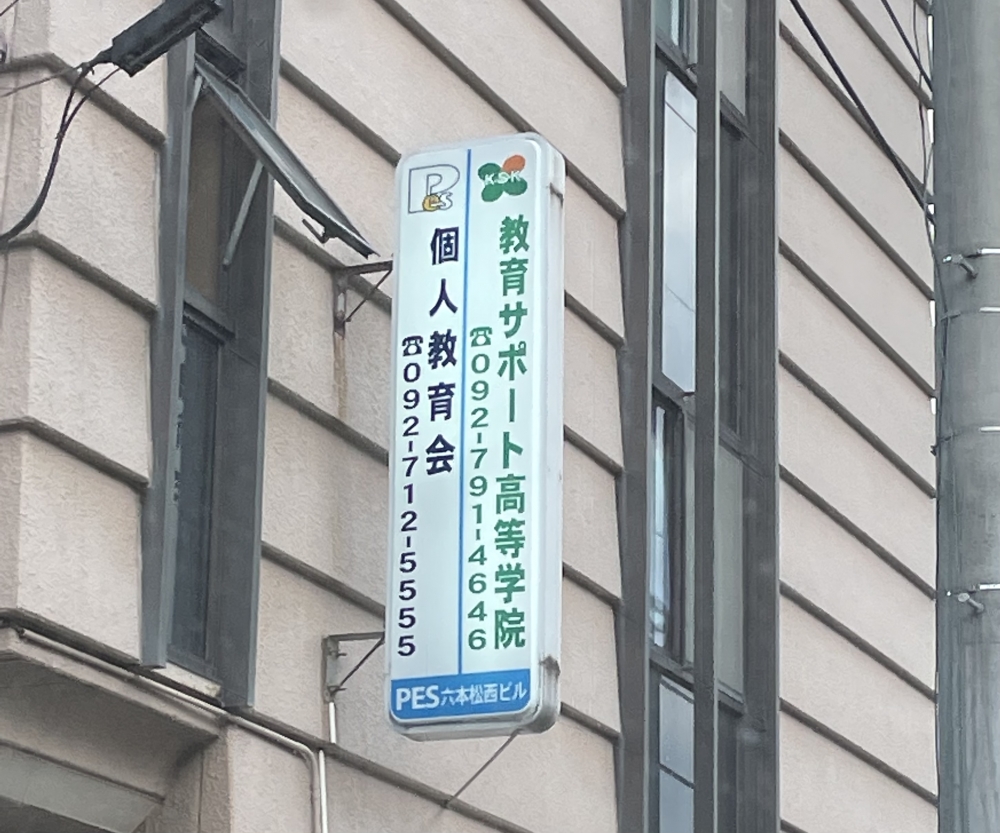 KSK
教育サポート高等学院
☎092-791-4646
Pes
個人教育会
☎092-712-5555
PES六本松西ビル